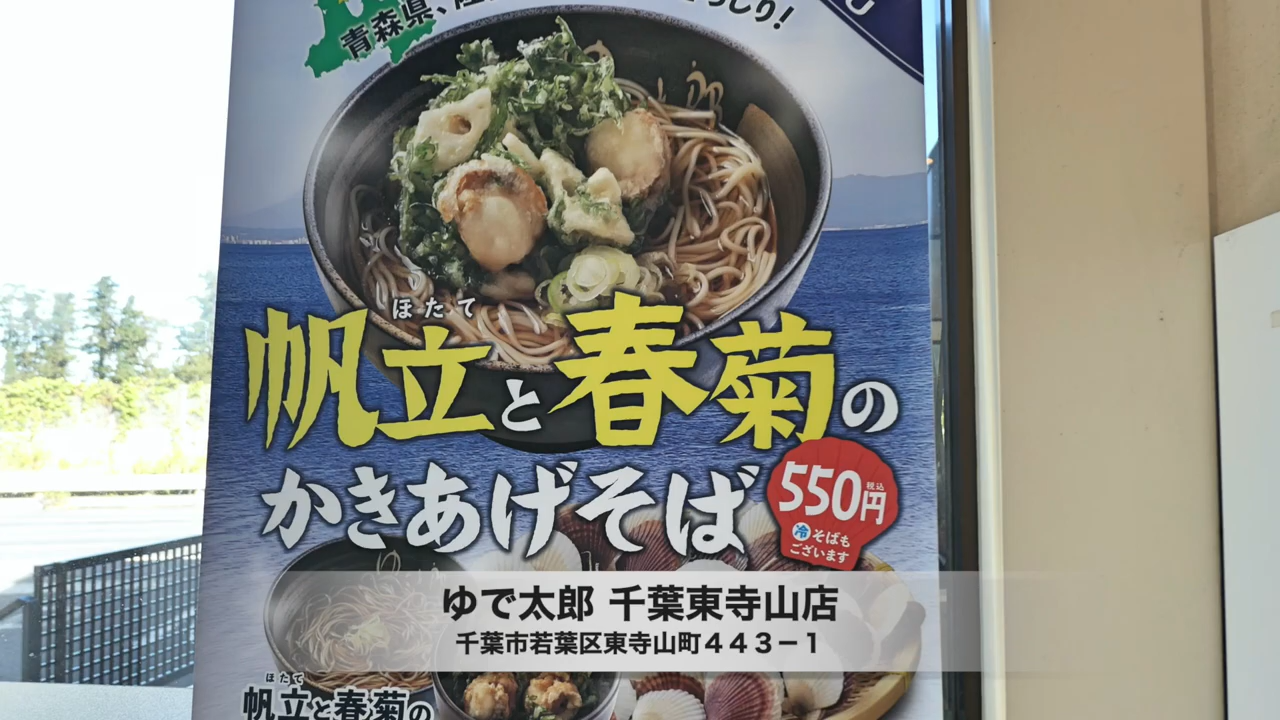 青森県、
っしり!
ほたて
帆立と春菊の
かきあげそば
550円
税込
冷そばも
ございます
ゆで太郎 千葉東寺山店
千葉市若葉区東寺山町443-1
ほたて
帆立と春菊の